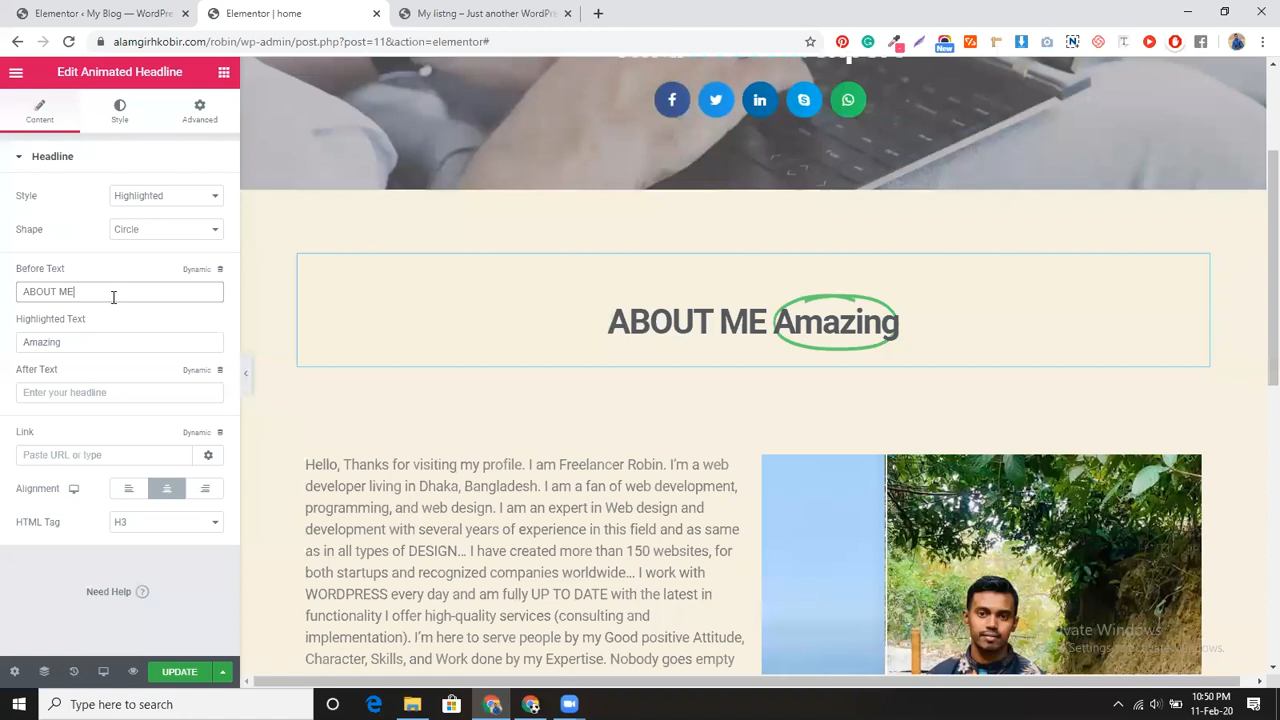 Elementor ‹ My Blog — WordPre
Elementor | home
My listng – Just another WordPre
alamgirhkobir.com/robin/wp-admin/post.php?post=11&action=elementor#
New
Edit Animated Headline
Content
Style
Advanced
Headline
Style
Highlighted
Shape
Circle
Before Text
Dynamic
ABOUT ME
Highlighted Text
Amazing
After Text
Dynamic
Enter your headline
Link
Dynamic
Paste URL or type
Alignment
HTML Tag
H3
Need Help
UPDATE
ABOUT ME Amazing
Hello, Thanks for visiting my profile. I am Freelancer Robin. I'm a web
developer living in Dhaka, Bangladesh. I am a fan of web development,
programming, and web design. I am an expert in Web design and
development with several years of experience in this field and as same
as in all types of DESIGN… I have created more than 150 websites, for
both startups and recognized companies worldwide… I work with
WORDPRESS every day and am fully UP TO DATE with the latest in
functionality I offer high-quality services (consulting and
implementation). I'm here to serve people by my Good positive Attitude,
Character, Skills, and Work done by my Expertise. Nobody goes empty
Type here to search
10:50 PM
11-Feb-20